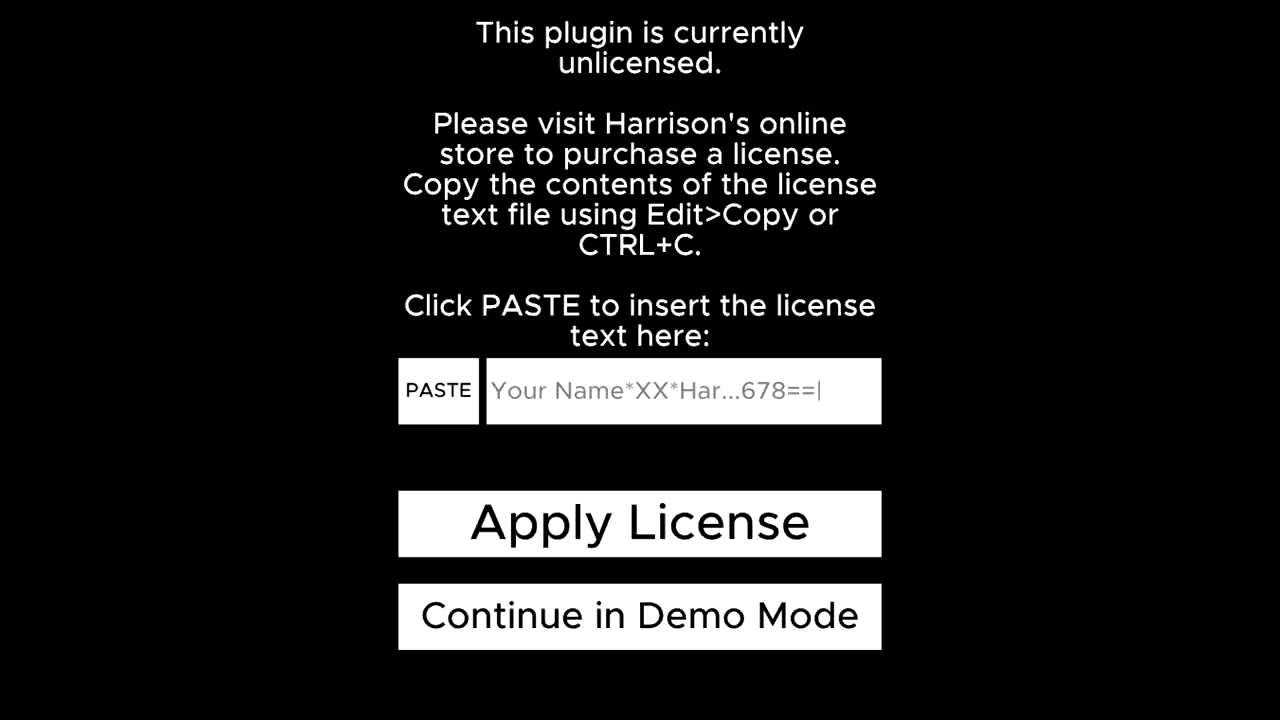 This plugin is currently
unlicensed.
Please visit Harrison's online
store to purchase a license.
Copy the contents of the license
text file using Edit>Copy or
CTRL+C.
Click PASTE to insert the license
text here:
PASTE Your Name*XX*Har...678==
Apply License
Continue in Demo Mode